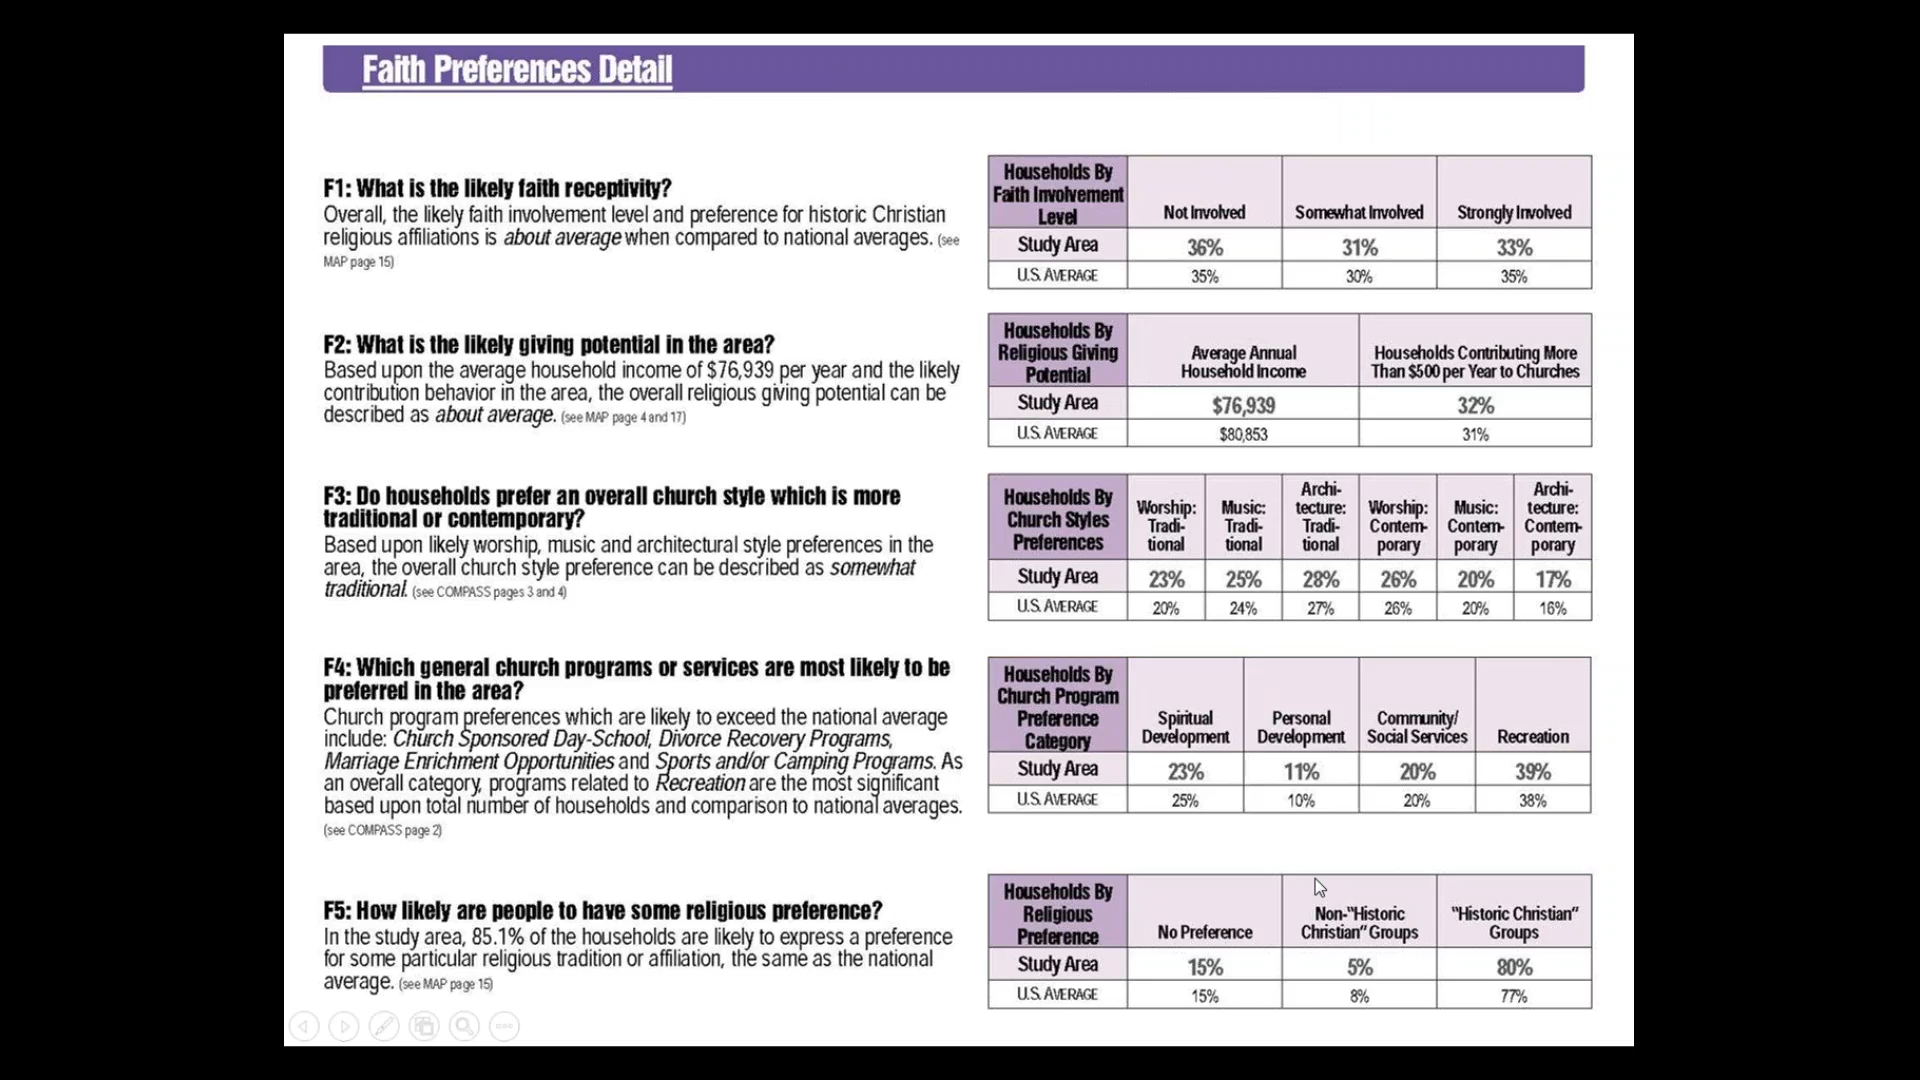 Faith Preferences Detail
F1: What is the likely faith receptivity?
Overall, the likely faith involvement level and preference for historic Christian
religious affiliations is about average when compared to national averages. (see
MAP page 15)
Households By
Faith Involvement
Level
Not Involved
Somewhat Involved
Strongly Involved
Study Area
36%
31%
33%
U.S. AVERAGE
35%
30%
35%
F2: What is the likely giving potential in the area?
Based upon the average household income of $76,939 per year and the likely
contribution behavior in the area, the overall religious giving potential can be
described as about average. (see MAP page 4 and 17)
Households By
Religious Giving
Potential
Average Annual
Household Income
Households Contributing More
Than $500 per Year to Churches
Study Area
$76,939
32%
U.S. AVERAGE
$80,853
31%
F3: Do households prefer an overall church style which is more
traditional or contemporary?
Based upon likely worship, music and architectural style preferences in the
area, the overall church style preference can be described as somewhat
traditional. (see COMPASS pages 3 and 4)
Households By
Church Styles
Preferences
Worship:
Tradi-
tional
Music:
Tradi-
tional
Archi-
tecture:
Tradi-
tional
Worship:
Contem-
porary
Music:
Contem-
porary
Archi-
tecture:
Contem-
porary
Study Area
23%
25%
28%
26%
20%
17%
U.S. AVERAGE
20%
24%
27%
26%
20%
16%
F4: Which general church programs or services are most likely to be
preferred in the area?
Church program preferences which are likely to exceed the national average
include: Church Sponsored Day-School, Divorce Recovery Programs,
Marriage Enrichment Opportunities and Sports and/or Camping Programs. As
an overall category, programs related to Recreation are the most significant
based upon total number of households and comparison to national averages.
(see COMPASS page 2)
Households By
Church Program
Preference
Category
Spiritual
Development
Personal
Development
Community/
Social Services
Recreation
Study Area
23%
11%
20%
39%
U.S. AVERAGE
25%
10%
20%
38%
F5: How likely are people to have some religious preference?
In the study area, 85.1% of the households are likely to express a preference
for some particular religious tradition or affiliation, the same as the national
average. (see MAP page 15)
Households By
Religious
Preference
No Preference
Non-"Historic
Christian" Groups
"Historic Christian"
Groups
Study Area
15%
5%
80%
U.S. AVERAGE
15%
8%
77%